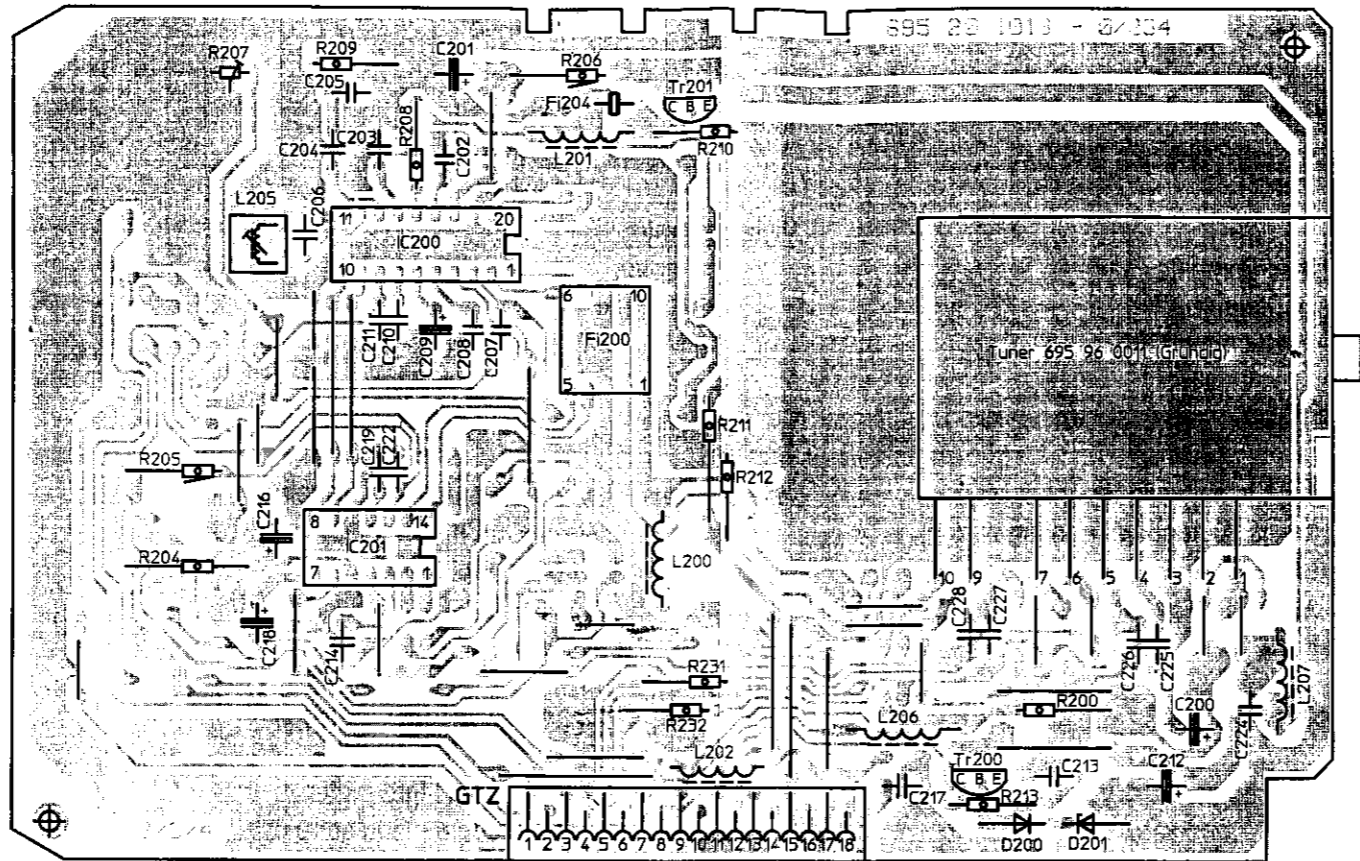 695 20 1013 - 0/
R207
R209
C201
R206
C205
Fi204
Tr201
C B E
C204
C203
R208
C202
L201
R210
L205
C206
11
20
IC200
10
1
6
10
C211
C210
C209
C208
C207
Fi200
Tuner 695 96 0011 (Grundig)
5
1
R211
C219
C222
R205
R212
C216
8
14
IC201
7
1
R204
L200
10
9
7
6
5
4
3
2
1
C218
C214
C228
C227
C226
C225
L207
R231
R232
R200
C200
C224
L206
L202
Tr200
C B E
C213
C212
C217
R213
GTZ
1 2 3 4 5 6 7 8 9 10 11 12 13 14 15 16 17 18
D200
D201